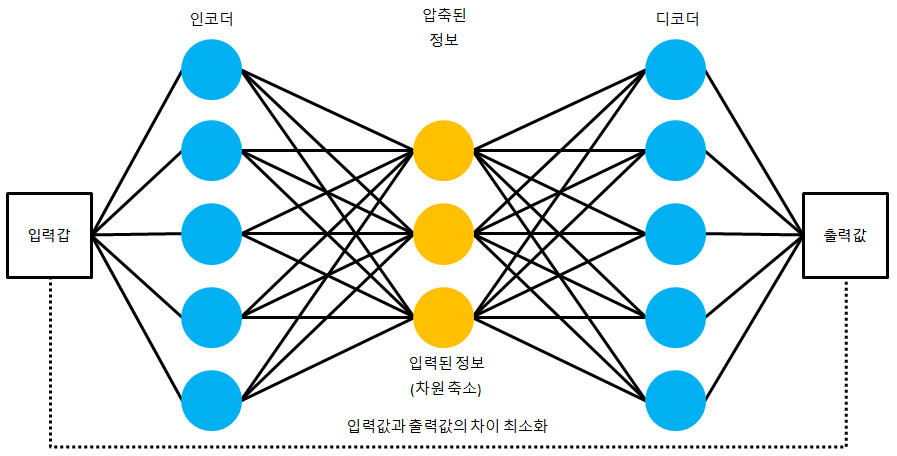 인코더
압축된
정보
디코더
입력갑
출력값
입력된 정보
(차원 축소)
입력값과 출력값의 차이 최소화